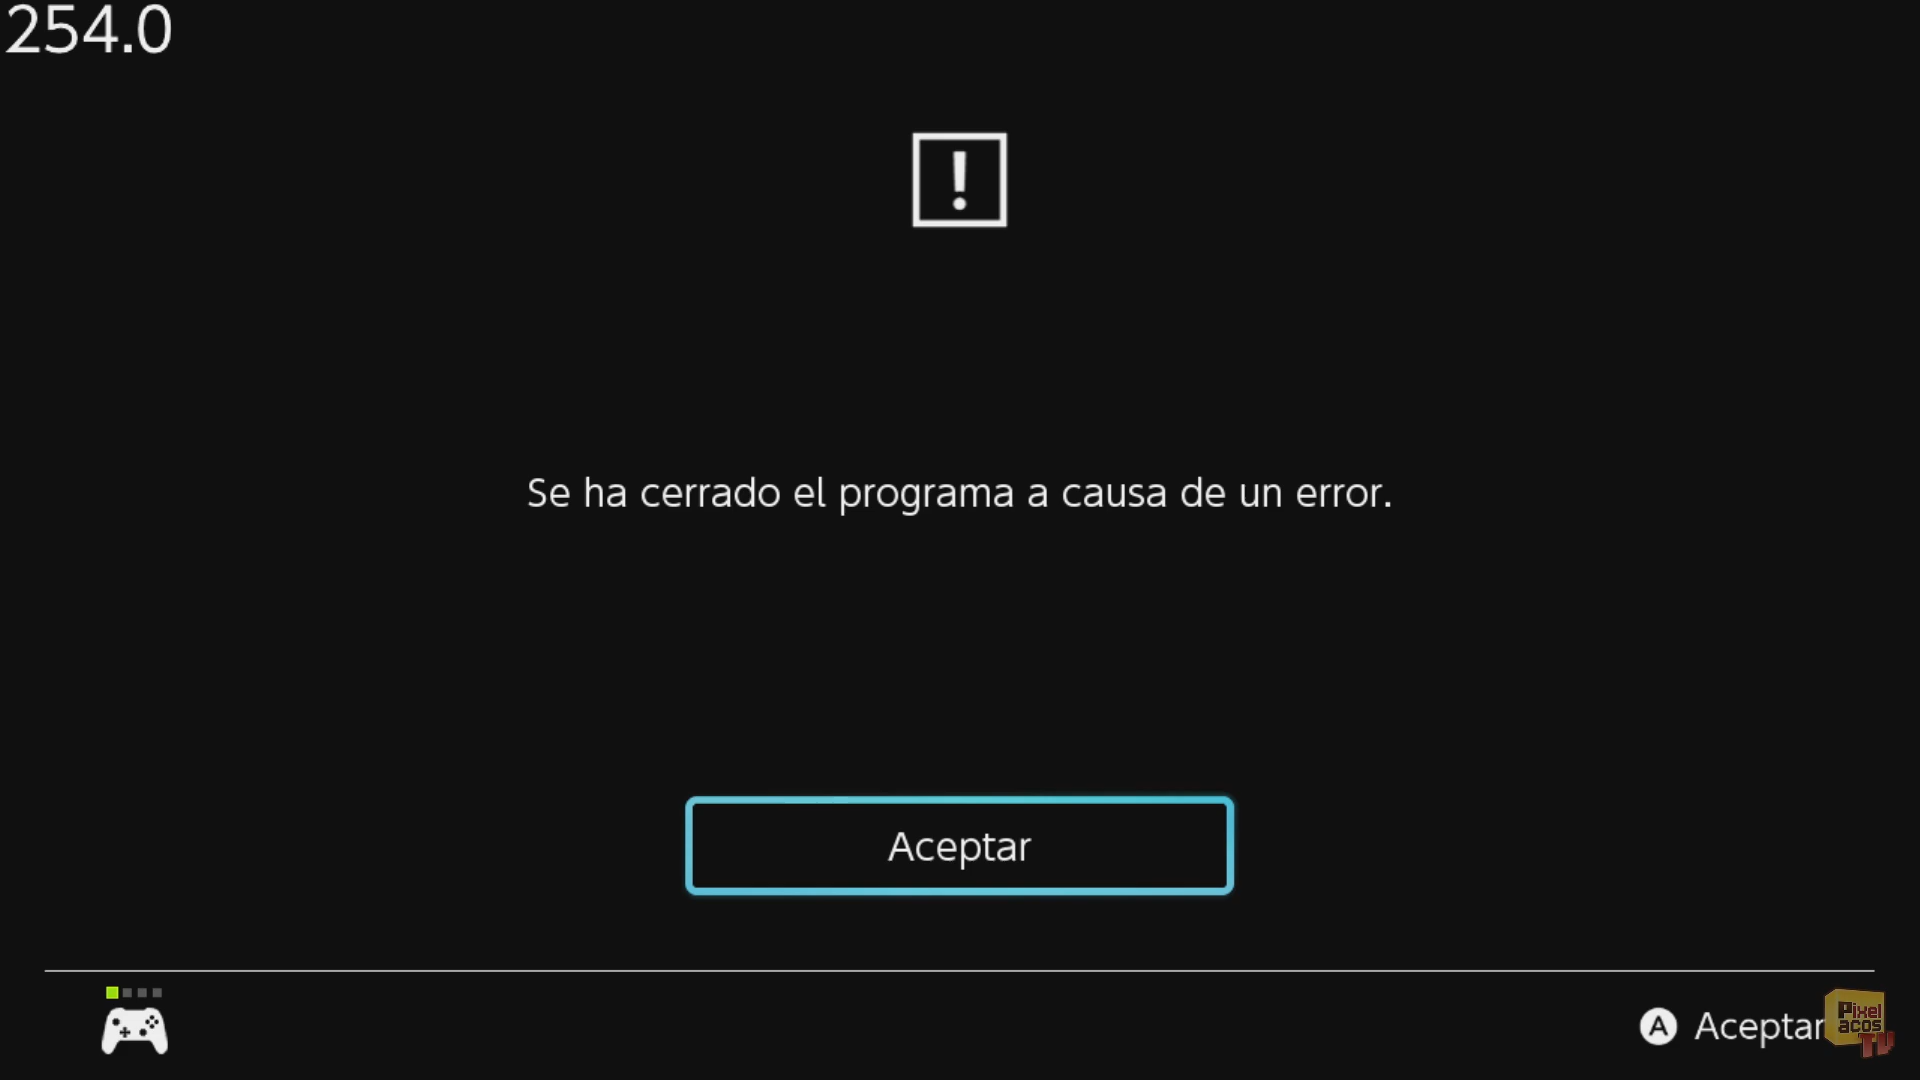 254.0
!
Se ha cerrado el programa a causa de un error.
Aceptar
A Aceptar
Pixel
acos
TV